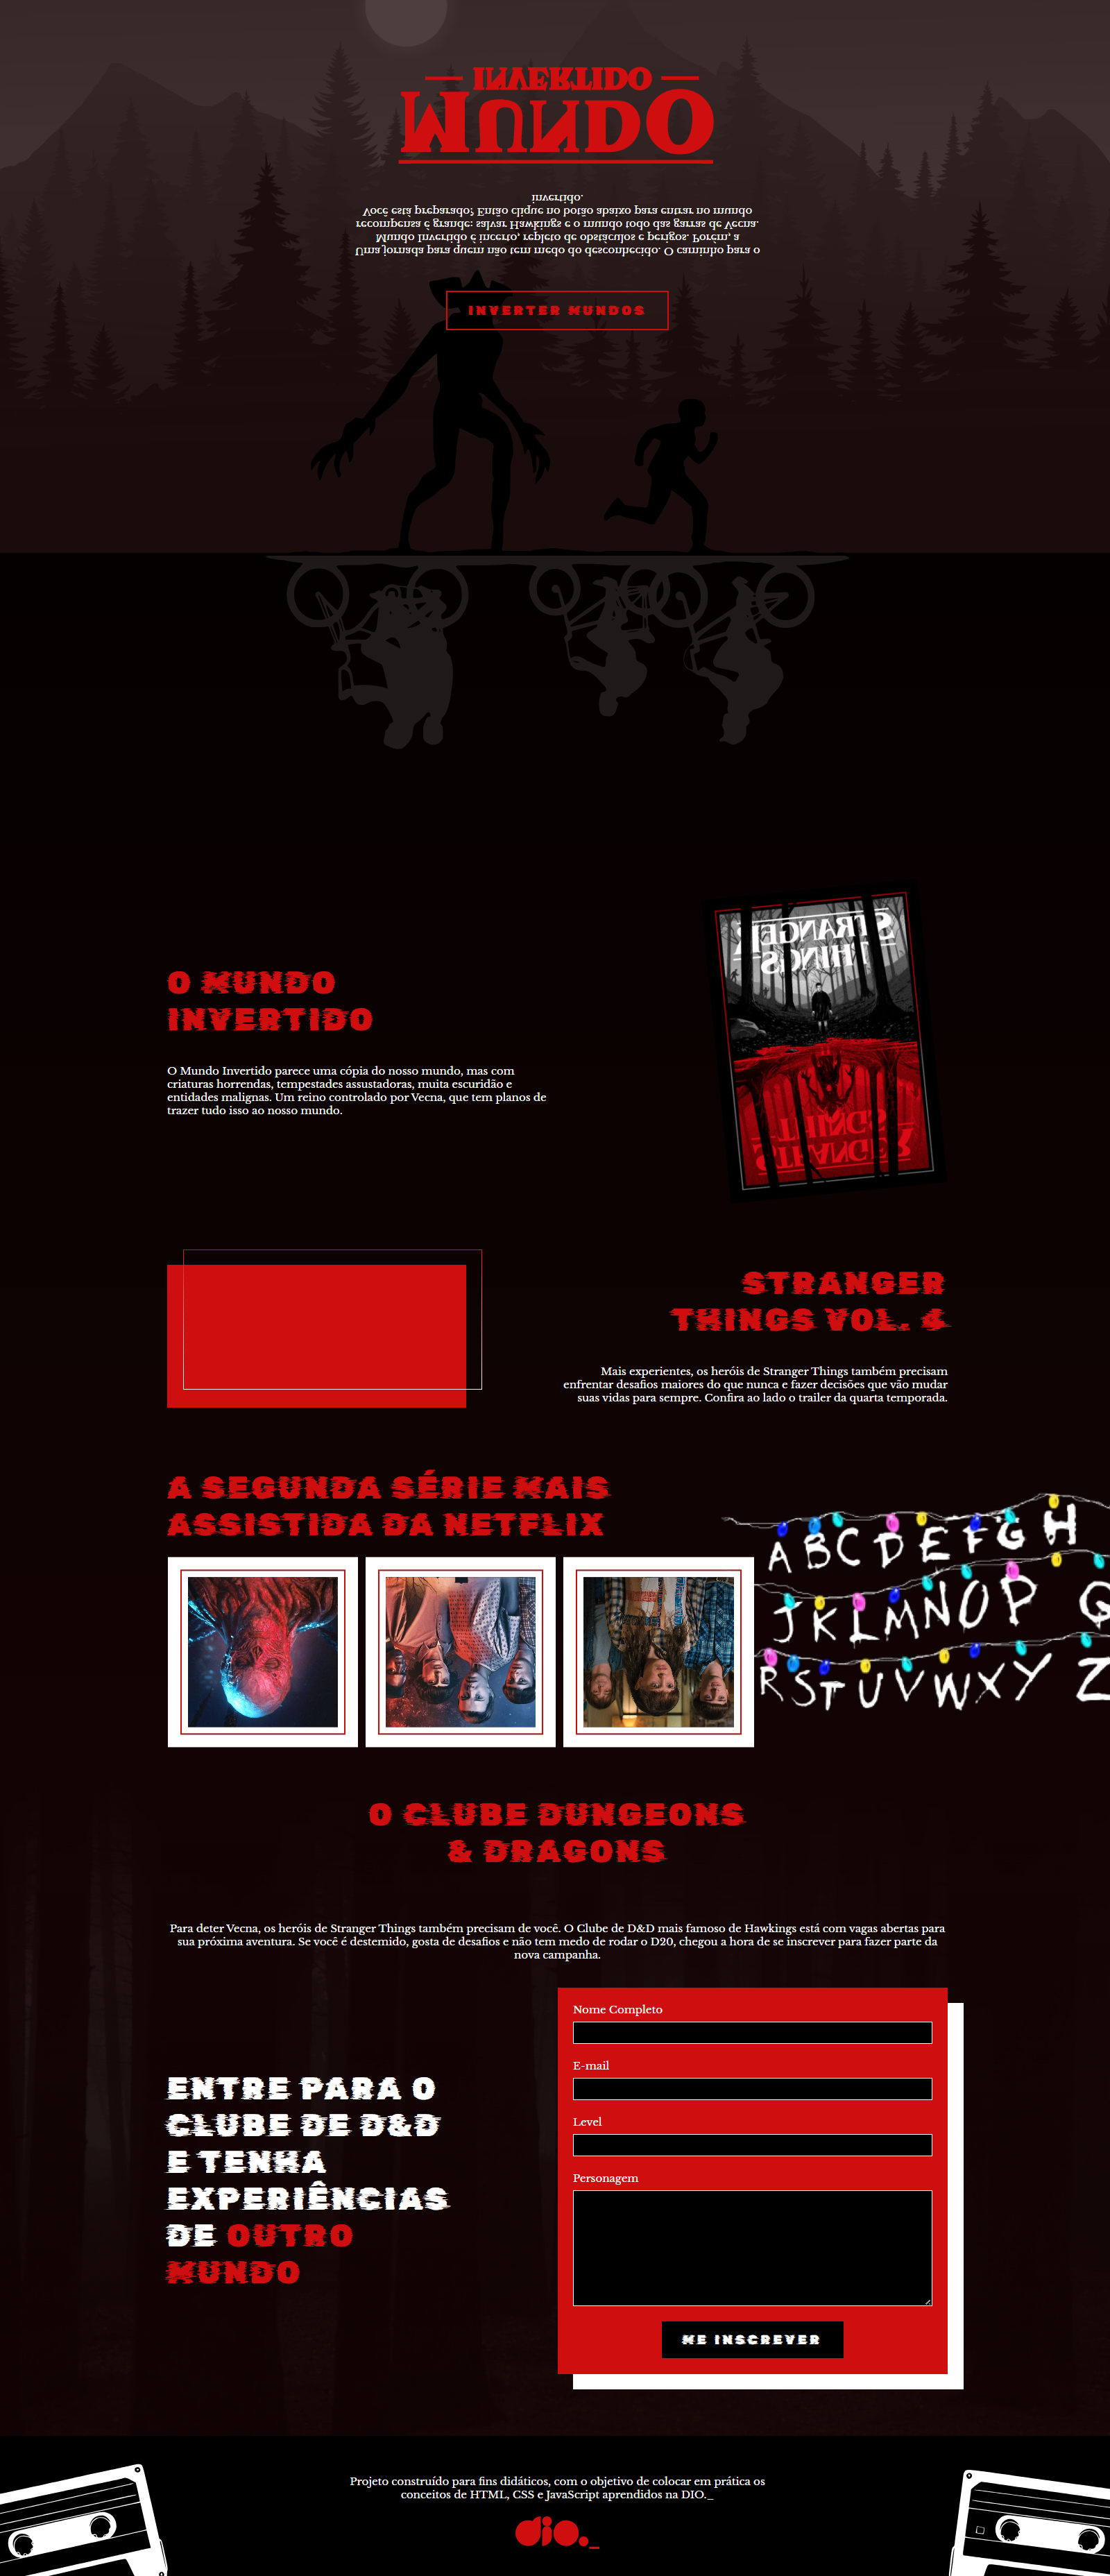 MUNDO
INVERTIDO
Uma jornada para quem não tem medo do desconhecido. O caminho para o
Mundo Invertido é incerto, repleto de obstáculos e perigos. Porém, a
recompensa é grande: salvar Hawkings e o mundo todo das garras de Vecna.
Você está preparado? Então clique no botão abaixo para entrar no mundo
invertido.
INVERTER MUNDOS
O MUNDO
INVERTIDO
O Mundo Invertido parece uma cópia do nosso mundo, mas com
criaturas horrendas, tempestades assustadoras, muita escuridão e
entidades malignas. Um reino controlado por Vecna, que tem planos de
trazer tudo isso ao nosso mundo.
STRANGER
THINGS
STRANGER
THINGS
STRANGER
THINGS VOL. 4
Mais experientes, os heróis de Stranger Things também precisam
enfrentar desafios maiores do que nunca e fazer decisões que vão mudar
suas vidas para sempre. Confira ao lado o trailer da quarta temporada.
A SEGUNDA SÉRIE MAIS
ASSISTIDA DA NETFLIX
A B C D E F G H
J K L M N O P Q
R S T U V W X Y Z
O CLUBE DUNGEONS
& DRAGONS
Para deter Vecna, os heróis de Stranger Things também precisam de você. O Clube de D&D mais famoso de Hawkings está com vagas abertas para
sua próxima aventura. Se você é destemido, gosta de desafios e não tem medo de rodar o D20, chegou a hora de se inscrever para fazer parte da
nova campanha.
ENTRE PARA O
CLUBE DE D&D
E TENHA
EXPERIÊNCIAS
DE OUTRO
MUNDO
Nome Completo
E-mail
Level
Personagem
ME INSCREVER
Projeto construído para fins didáticos, com o objetivo de colocar em prática os
conceitos de HTML, CSS e JavaScript aprendidos na DIO._
dio._